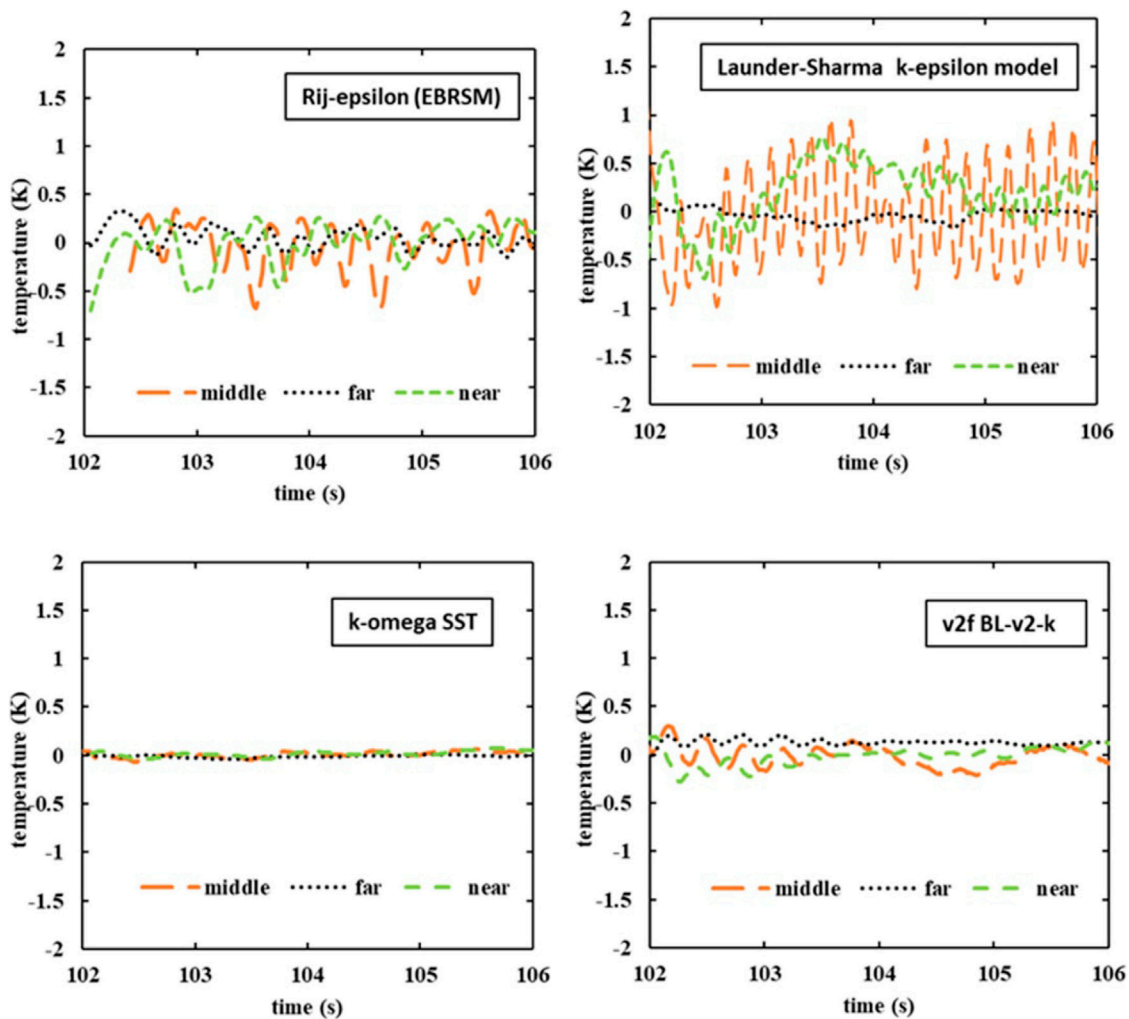 Rij-epsilon (EBRSM)
temperature (K)
2
1.5
1
0.5
0
-0.5
-1
-1.5
-2
middle far near
102 103 104 105 106
time (s)
Launder-Sharma k-epsilon model
temperature (K)
2
1.5
1
0.5
0
-0.5
-1
-1.5
-2
middle far near
102 103 104 105 106
time (s)
k-omega SST
temperature (K)
2
1.5
1
0.5
0
-0.5
-1
-1.5
-2
middle far near
102 103 104 105 106
time (s)
v2f BL-v2-k
temperature (K)
2
1.5
1
0.5
0
-0.5
-1
-1.5
-2
middle far near
102 103 104 105 106
time (s)